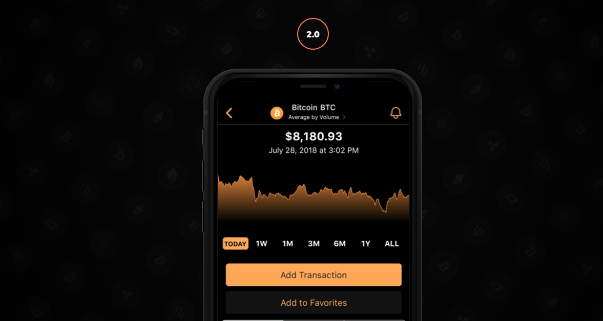 2.0
Bitcoin BTC
Average by Volume
$8,180.93
July 28, 2018 at 3:02 PM
TODAY 1W 1M 3M 6M 1Y ALL
Add Transaction
Add to Favorites